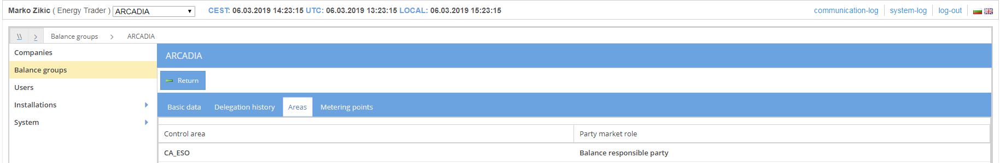 Marko Zikic ( Energy Trader ) ARCADIA CEST: 06.03.2019 14:23:15 UTC: 06.03.2019 13:23:15 LOCAL: 06.03.2019 15:23:15 communication-log system-log log-out
\\ > Balance groups > ARCADIA
Companies
Balance groups
Users
Installations
System
ARCADIA
Return
Basic data Delegation history Areas Metering points
Control area Party market role
CA_ESO Balance responsible party